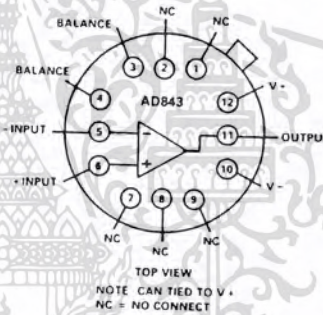 NC
BALANCE
NC
3
2
1
BALANCE
V+
4
AD843
12
-INPUT
5
-
11
OUTPU
+INPUT
6
+
10
V-
7
8
9
NC
NC
NC
TOP VIEW
NOTE CAN TIED TO V+
NC = NO CONNECT